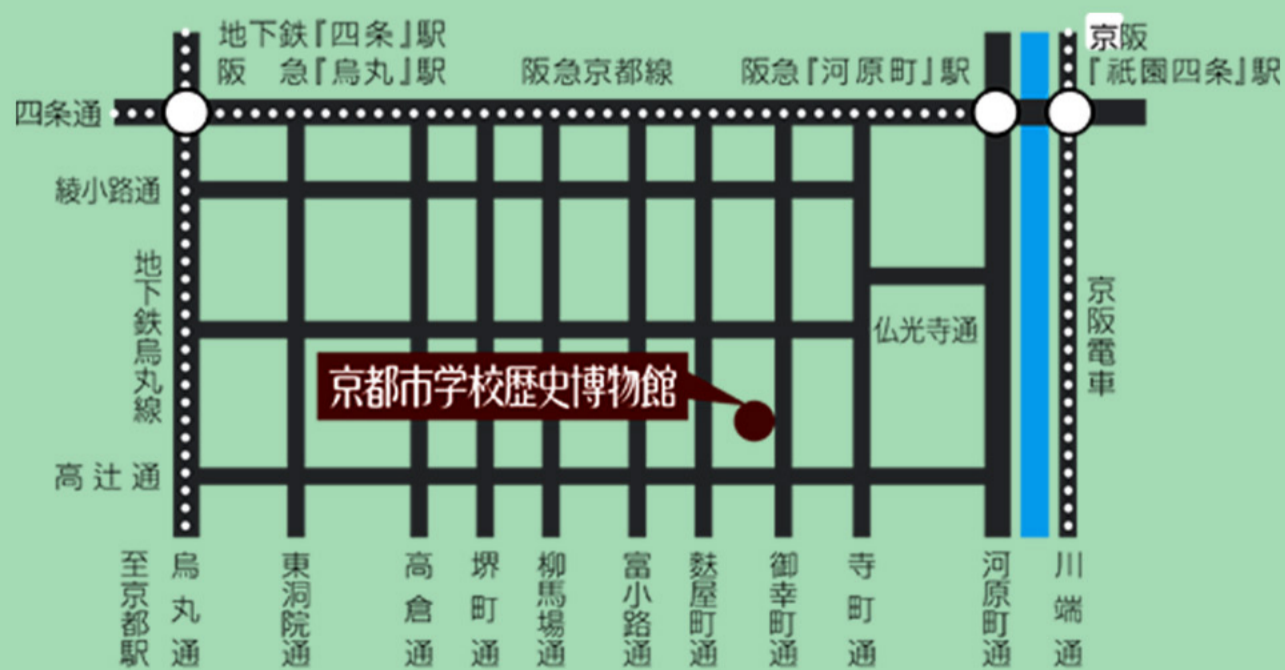 地下鉄『四条』駅
阪　急『烏丸』駅
阪急京都線
阪急『河原町』駅
京阪
『祇園四条』駅
四条通
綾小路通
地下鉄烏丸線
仏光寺通
京阪電車
京都市学校歴史博物館
高辻通
至京都駅
烏丸通
東洞院通
高倉通
堺町通
柳馬場通
富小路通
麩屋町通
御幸町通
寺町通
河原町通
川端通